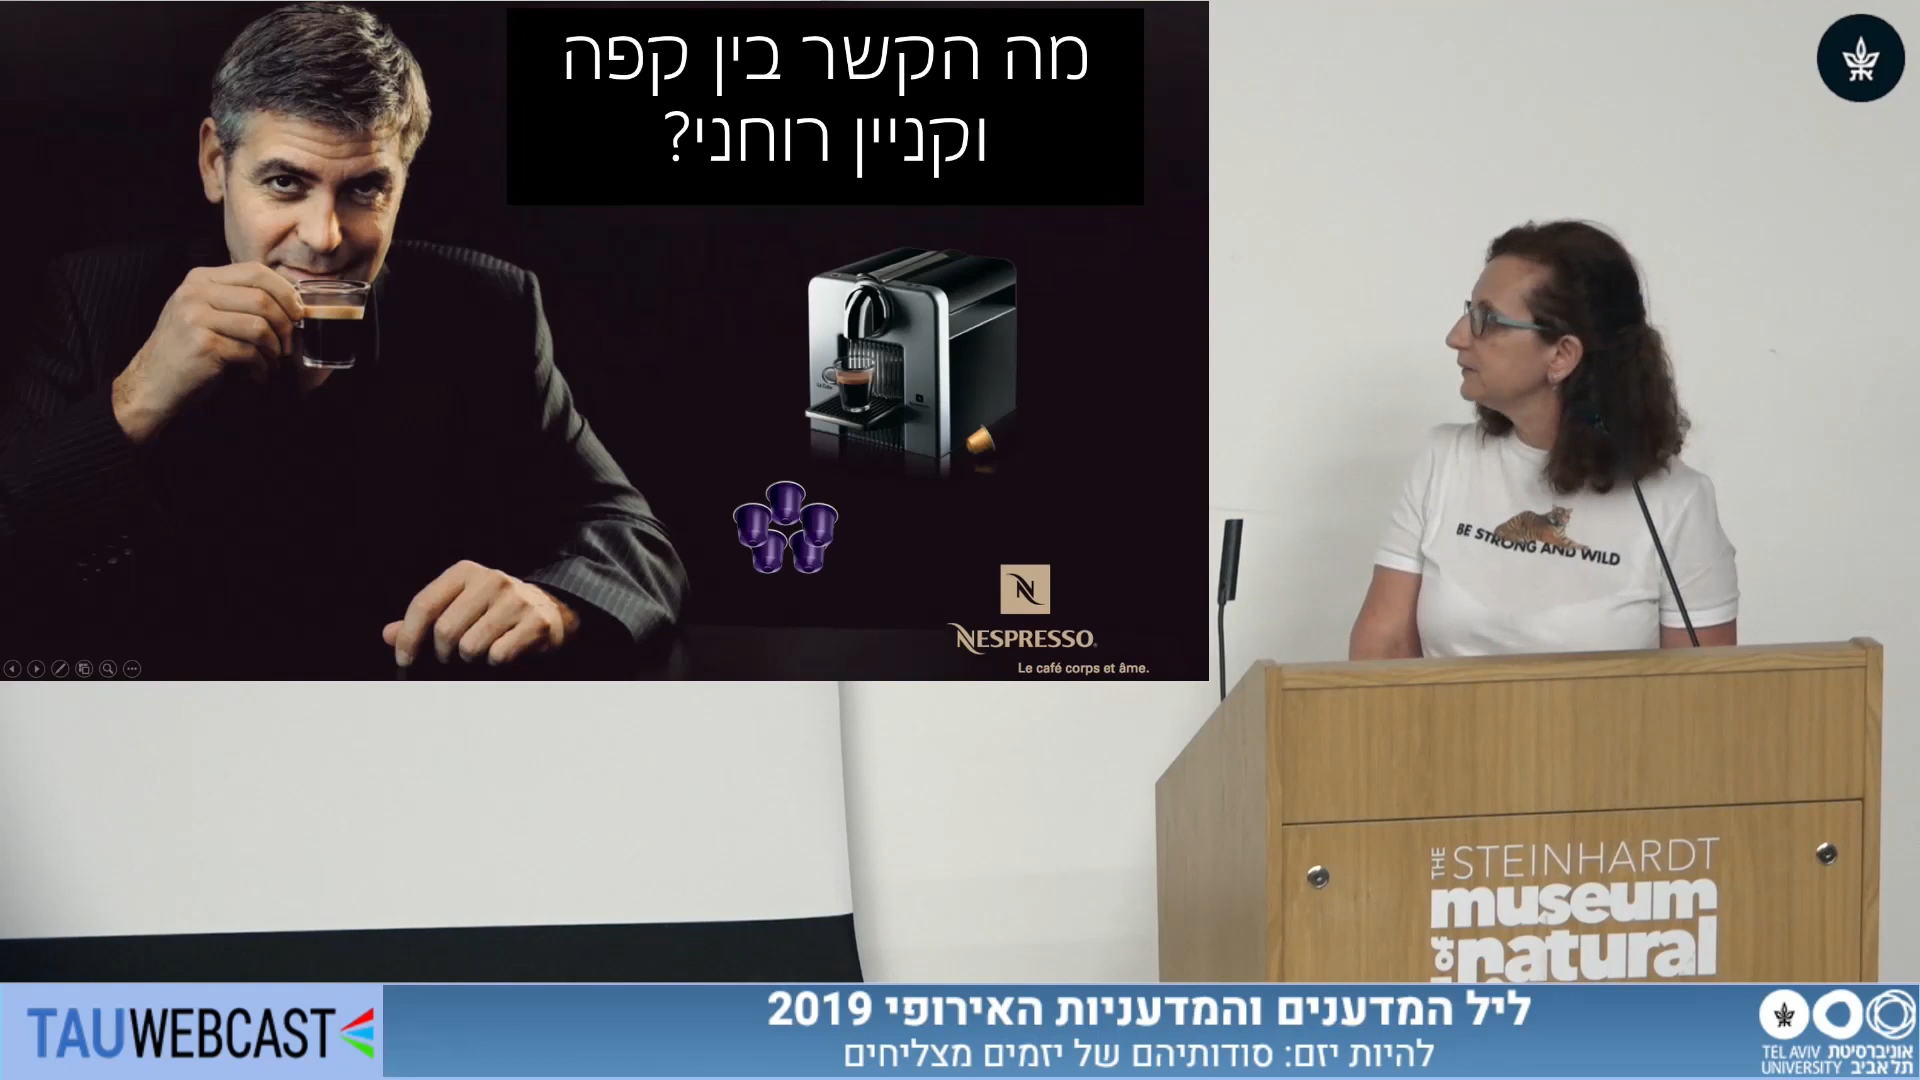 מה הקשר בין קפה
וקניין רוחני?
NESPRESSO
Le café corps et âme.
BE STRONG AND WILD
THE STEINHARDT
museum
of natural
TAUWEBCAST
ליל המדענים והמדעניות האירופי 2019
להיות יזם: סודותיהם של יזמים מצליחים
TEL AVIV אוניברסיטת
UNIVERSITY תל אביב